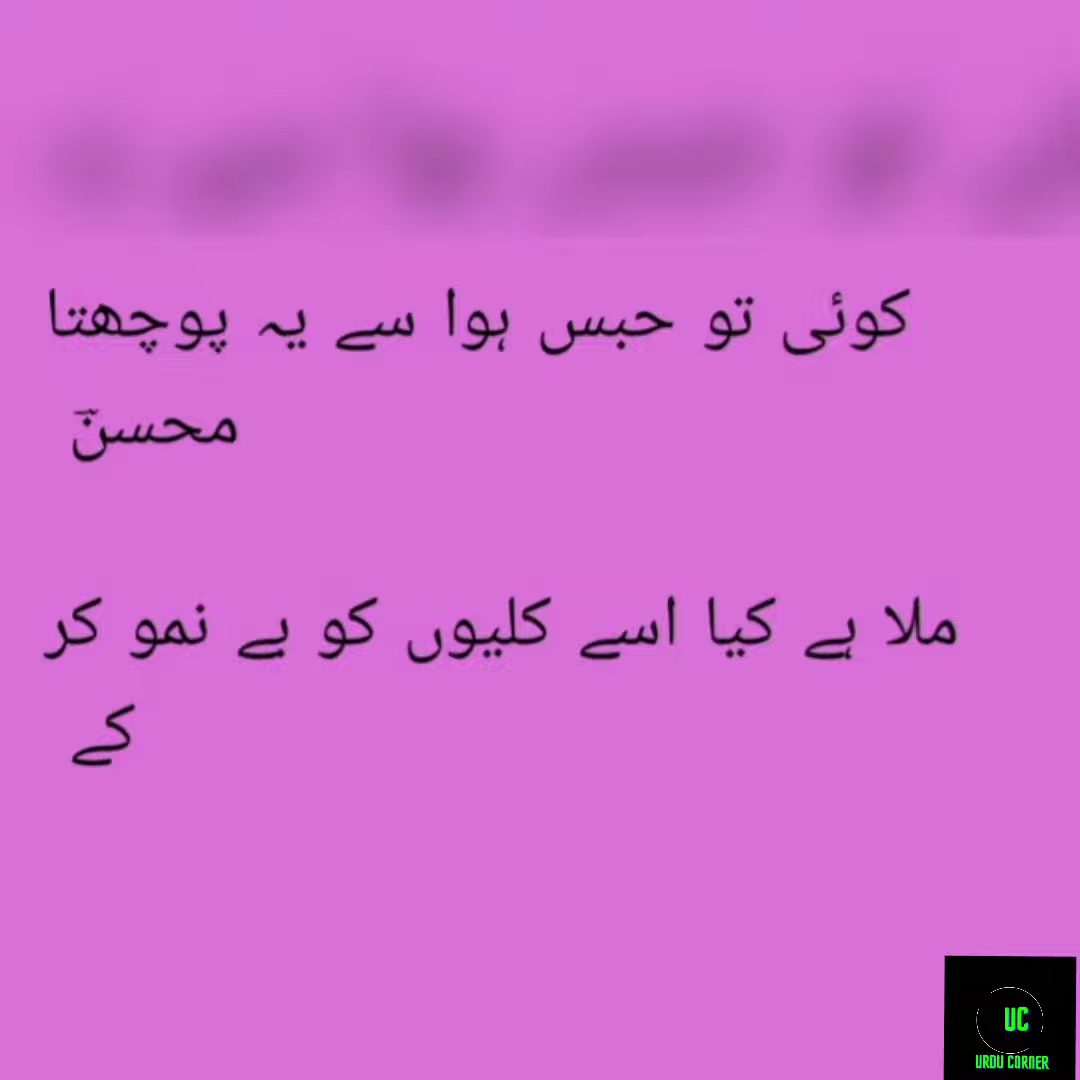 کوئی تو حبس ہوا سے یہ پوچھتا
محسنؔ
ملا ہے کیا اسے کلیوں کو بے نمو کر
کے
UC
URDU CORNER